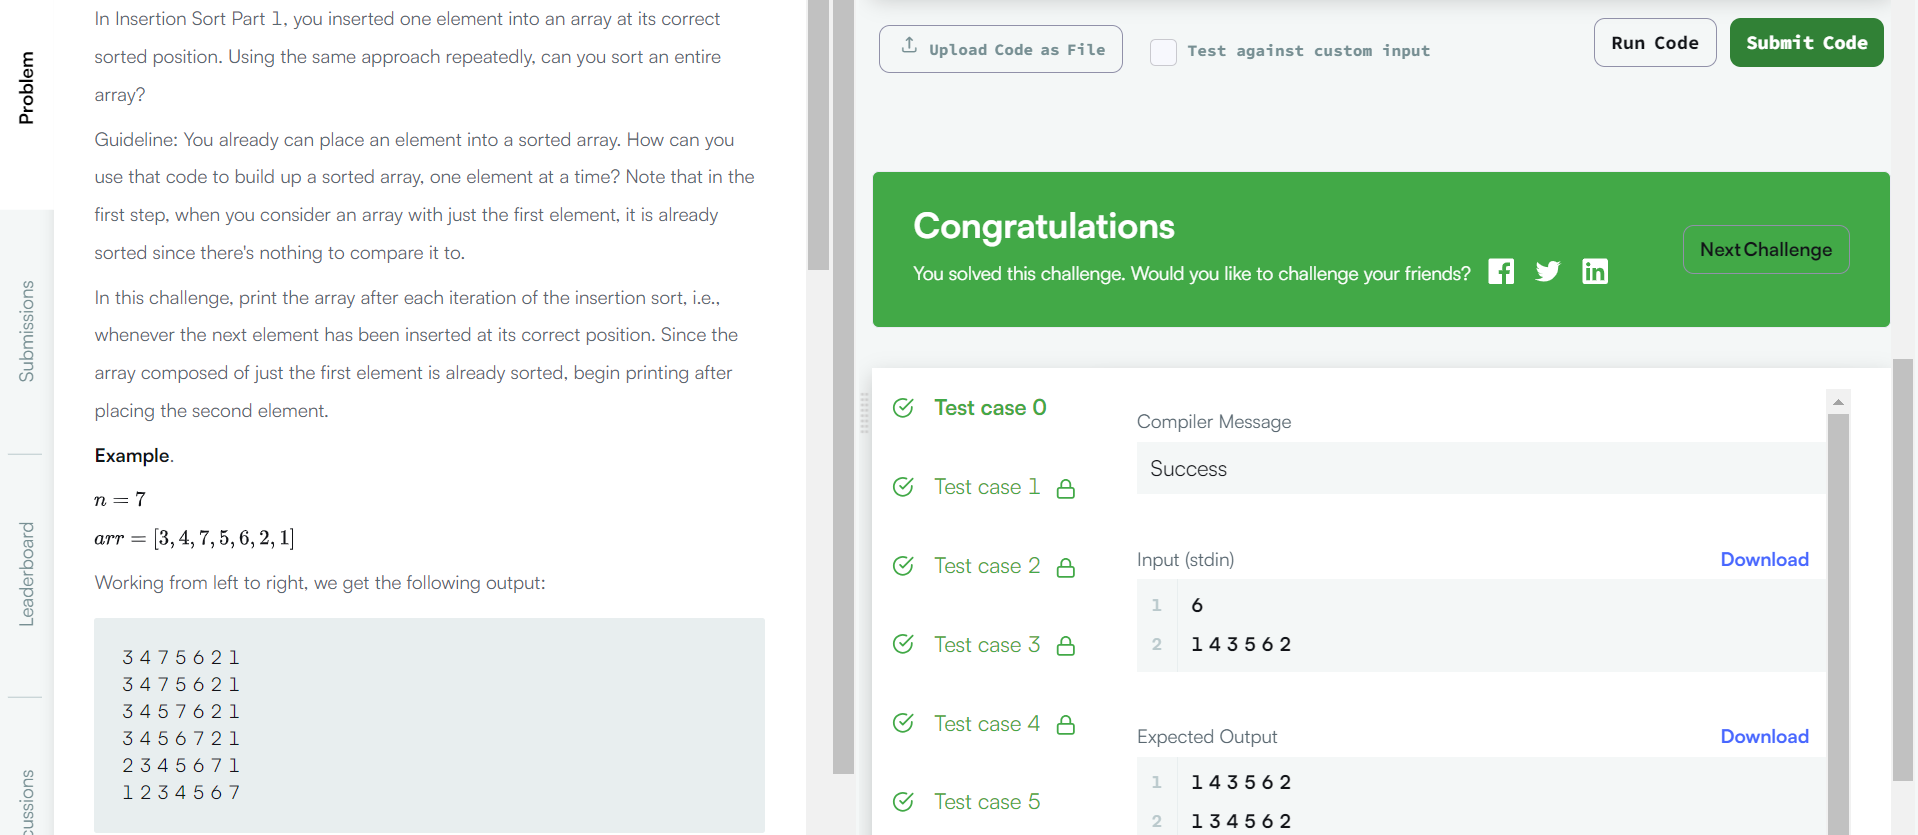 In Insertion Sort Part 1, you inserted one element into an array at its correct
sorted position. Using the same approach repeatedly, can you sort an entire
array?
Guideline: You already can place an element into a sorted array. How can you
use that code to build up a sorted array, one element at a time? Note that in the
first step, when you consider an array with just the first element, it is already
sorted since there's nothing to compare it to.
In this challenge, print the array after each iteration of the insertion sort, i.e.,
whenever the next element has been inserted at its correct position. Since the
array composed of just the first element is already sorted, begin printing after
placing the second element.
Example.
n = 7
arr = [3, 4, 7, 5, 6, 2, 1]
Working from left to right, we get the following output:
3 4 7 5 6 2 1
3 4 7 5 6 2 1
3 4 5 7 6 2 1
3 4 5 6 7 2 1
2 3 4 5 6 7 1
1 2 3 4 5 6 7
Problem
Submissions
Leaderboard
Upload Code as File
Test against custom input
Run Code
Submit Code
Congratulations
You solved this challenge. Would you like to challenge your friends?
Next Challenge
Test case 0
Test case 1
Test case 2
Test case 3
Test case 4
Test case 5
Compiler Message
Success
Input (stdin)
Download
1 6
2 1 4 3 5 6 2
Expected Output
Download
1 1 4 3 5 6 2
2 1 3 4 5 6 2